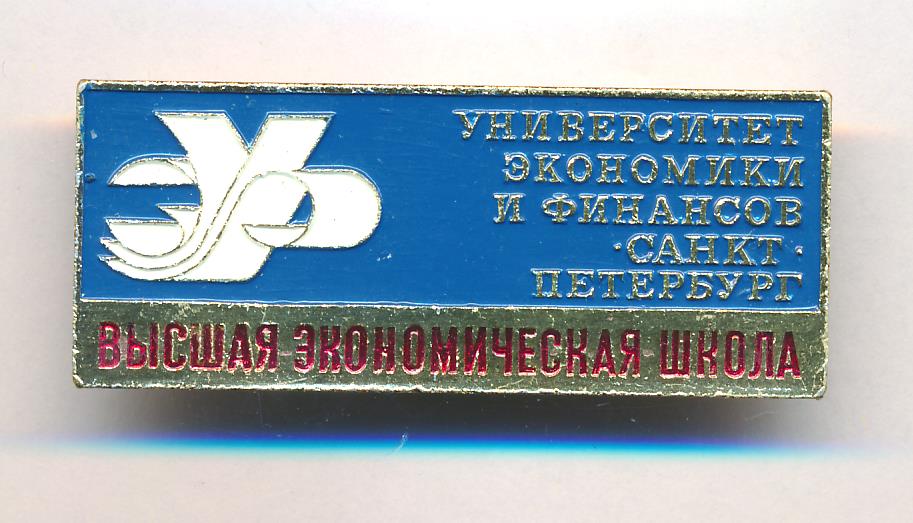 УНИВЕРСИТЕТ
ЭКОНОМИКИ
И ФИНАНСОВ
·САНКТ·
ПЕТЕРБУРГ
ВЫСШАЯ ЭКОНОМИЧЕСКАЯ ШКОЛА